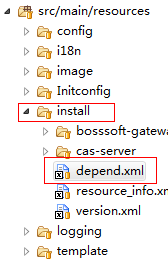 src/main/resources
config
i18n
image
Initconfig
install
bosssoft-gatewa
cas-server
depend.xml
resource_info.xm
version.xml
logging
template